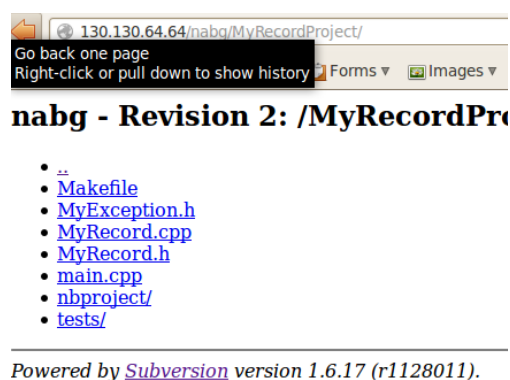 130.130.64.64/nabg/MyRecordProject/
Go back one page
Right-click or pull down to show history
Forms ▾ Images ▾
nabg - Revision 2: /MyRecordPro
• ..
• Makefile
• MyException.h
• MyRecord.cpp
• MyRecord.h
• main.cpp
• nbproject/
• tests/
Powered by Subversion version 1.6.17 (r1128011).